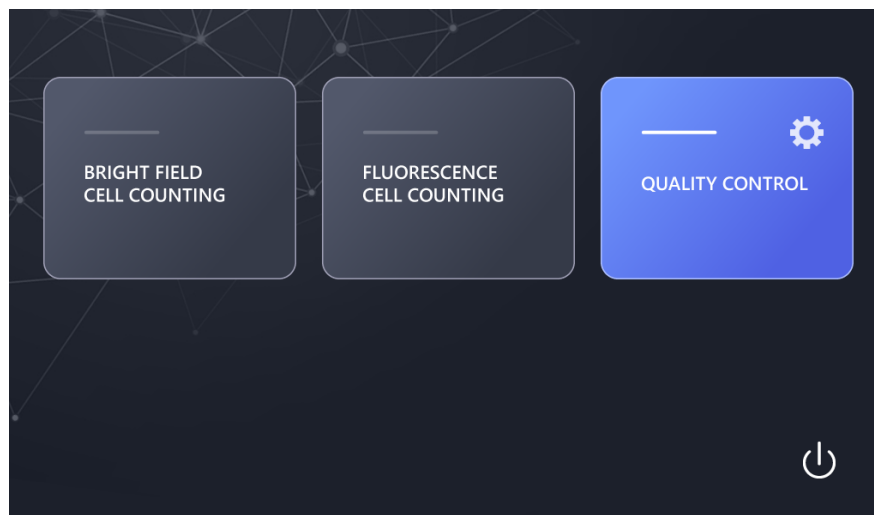 BRIGHT FIELD
CELL COUNTING
FLUORESCENCE
CELL COUNTING
QUALITY CONTROL